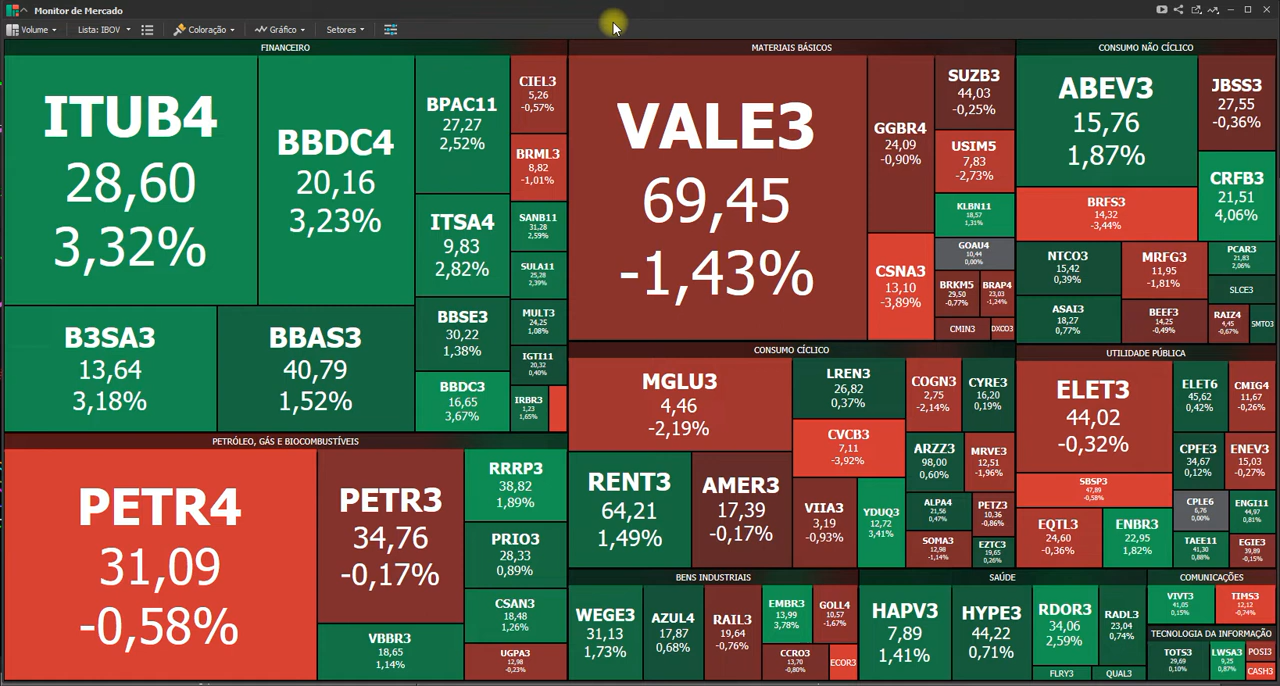 Monitor de Mercado
Volume
Lista: IBOV
Coloração
Gráfico
Setores
FINANCEIRO
ITUB4
28,60
3,32%
BBDC4
20,16
3,23%
BPAC11
27,27
2,52%
CIEL3
5,26
-0,57%
BRML3
8,82
-1,01%
ITSA4
9,83
2,82%
SANB11
31,28
2,59%
SULA11
25,28
2,39%
B3SA3
13,64
3,18%
BBAS3
40,79
1,52%
BBSE3
30,22
1,38%
MULT3
24,25
1,08%
IGTI11
20,32
0,40%
BBDC3
16,65
3,67%
IRBR3
1,23
1,65%
PETRÓLEO, GÁS E BIOCOMBUSTÍVEIS
PETR4
31,09
-0,58%
PETR3
34,76
-0,17%
VBBR3
18,65
1,14%
RRRP3
38,82
1,89%
PRIO3
28,33
0,89%
CSAN3
18,48
1,26%
UGPA3
12,98
-0,23%
MATERIAIS BÁSICOS
VALE3
69,45
-1,43%
GGBR4
24,09
-0,90%
CSNA3
13,10
-3,89%
SUZB3
44,03
-0,25%
USIM5
7,83
-2,73%
KLBN11
18,57
1,31%
GOAU4
10,44
0,00%
BRKM5
29,50
-0,77%
BRAP4
23,03
-1,24%
CMIN3
DXCO3
CONSUMO CÍCLICO
MGLU3
4,46
-2,19%
RENT3
64,21
1,49%
AMER3
17,39
-0,17%
LREN3
26,82
0,37%
CVCB3
7,11
-3,92%
VIIA3
3,19
-0,93%
YDUQ3
12,72
3,41%
COGN3
2,75
-2,14%
CYRE3
16,20
0,19%
ARZZ3
98,00
0,60%
MRVE3
12,51
-1,96%
ALPA4
21,56
0,47%
PETZ3
10,36
-0,86%
SOMA3
12,98
-1,14%
EZTC3
19,65
0,26%
CONSUMO NÃO CÍCLICO
ABEV3
15,76
1,87%
JBSS3
27,55
-0,36%
CRFB3
21,51
4,06%
BRFS3
14,32
-3,44%
NTCO3
15,42
0,39%
MRFG3
11,95
-1,81%
PCAR3
21,83
2,06%
SLCE3
ASAI3
18,27
0,77%
BEEF3
14,25
-0,49%
RAIZ4
4,45
-0,67%
SMTO3
UTILIDADE PÚBLICA
ELET3
44,02
-0,32%
ELET6
45,62
0,42%
CMIG4
11,67
-0,26%
CPFE3
34,67
0,12%
ENEV3
15,03
-0,27%
SBSP3
47,89
-0,58%
EQTL3
24,60
-0,36%
ENBR3
22,95
1,82%
CPLE6
6,76
0,00%
ENGI11
44,97
0,81%
TAEE11
41,30
0,88%
EGIE3
39,89
-0,15%
BENS INDUSTRIAIS
WEGE3
31,13
1,73%
AZUL4
17,87
0,68%
RAIL3
19,64
-0,76%
EMBR3
13,99
3,78%
GOLL4
10,57
-1,67%
CCRO3
13,70
-0,80%
ECOR3
SAÚDE
HAPV3
7,89
1,41%
HYPE3
44,22
0,71%
RDOR3
34,06
2,59%
RADL3
23,04
0,74%
FLRY3
QUAL3
COMUNICAÇÕES
VIVT3
41,05
0,15%
TIMS3
12,12
-0,74%
TECNOLOGIA DA INFORMAÇÃO
TOTS3
29,69
0,10%
LWSA3
9,25
0,87%
POSI3
CASH3